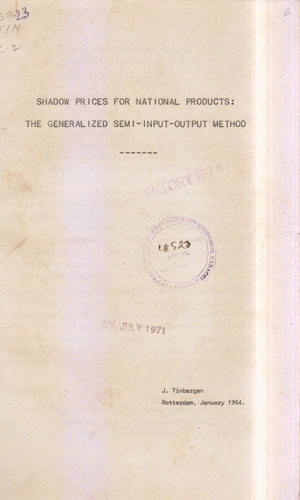 SHADOW PRICES FOR NATIONAL PRODUCTS:
THE GENERALIZED SEMI-INPUT-OUTPUT METHOD
-------
INVENTORY 1974
18523
INV. JULY 1971
J. Tinbergen
Rotterdam, January 1964.